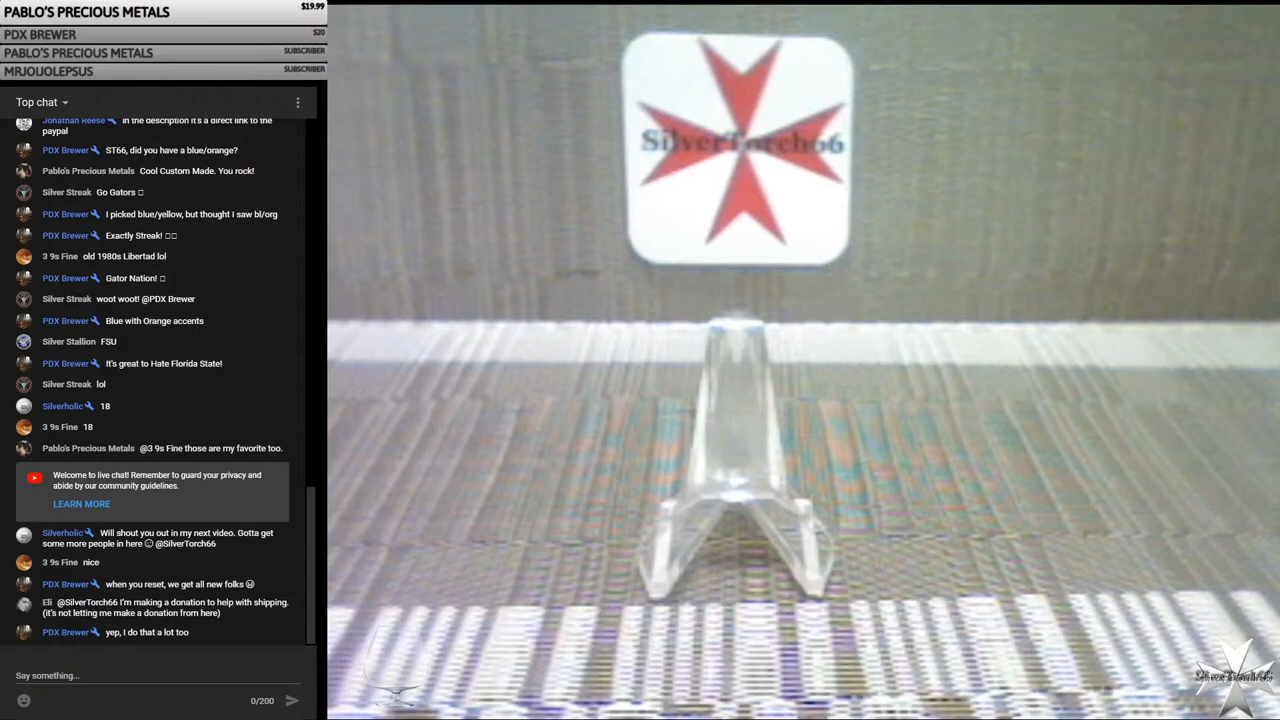 PABLO'S PRECIOUS METALS $19.99
PDX BREWER $20
PABLO'S PRECIOUS METALS SUBSCRIBER
MRJOIJOLEPSUS SUBSCRIBER
Top chat
Jonathan Reese in the description it's a direct link to the
paypal
PDX Brewer ST66, did you have a blue/orange?
Pablo's Precious Metals Cool Custom Made. You rock!
Silver Streak Go Gators
PDX Brewer I picked blue/yellow, but thought I saw bl/org
PDX Brewer Exactly Streak!
3 9s Fine old 1980s Libertad lol
PDX Brewer Gator Nation!
Silver Streak woot woot! @PDX Brewer
PDX Brewer Blue with Orange accents
Silver Stallion FSU
PDX Brewer It's great to Hate Florida State!
Silver Streak lol
Silverholic 18
3 9s Fine 18
Pablo's Precious Metals @3 9s Fine those are my favorite too.
Welcome to live chat! Remember to guard your privacy and
abide by our community guidelines.
LEARN MORE
Silverholic Will shout you out in my next video. Gotta get
some more people in here @SilverTorch66
3 9s Fine nice
PDX Brewer when you reset, we get all new folks
Eli @SilverTorch66 I'm making a donation to help with shipping.
(it's not letting me make a donation from here)
PDX Brewer yep, I do that a lot too
Say something...
0/200
SilverTorch66
SilverTorch66